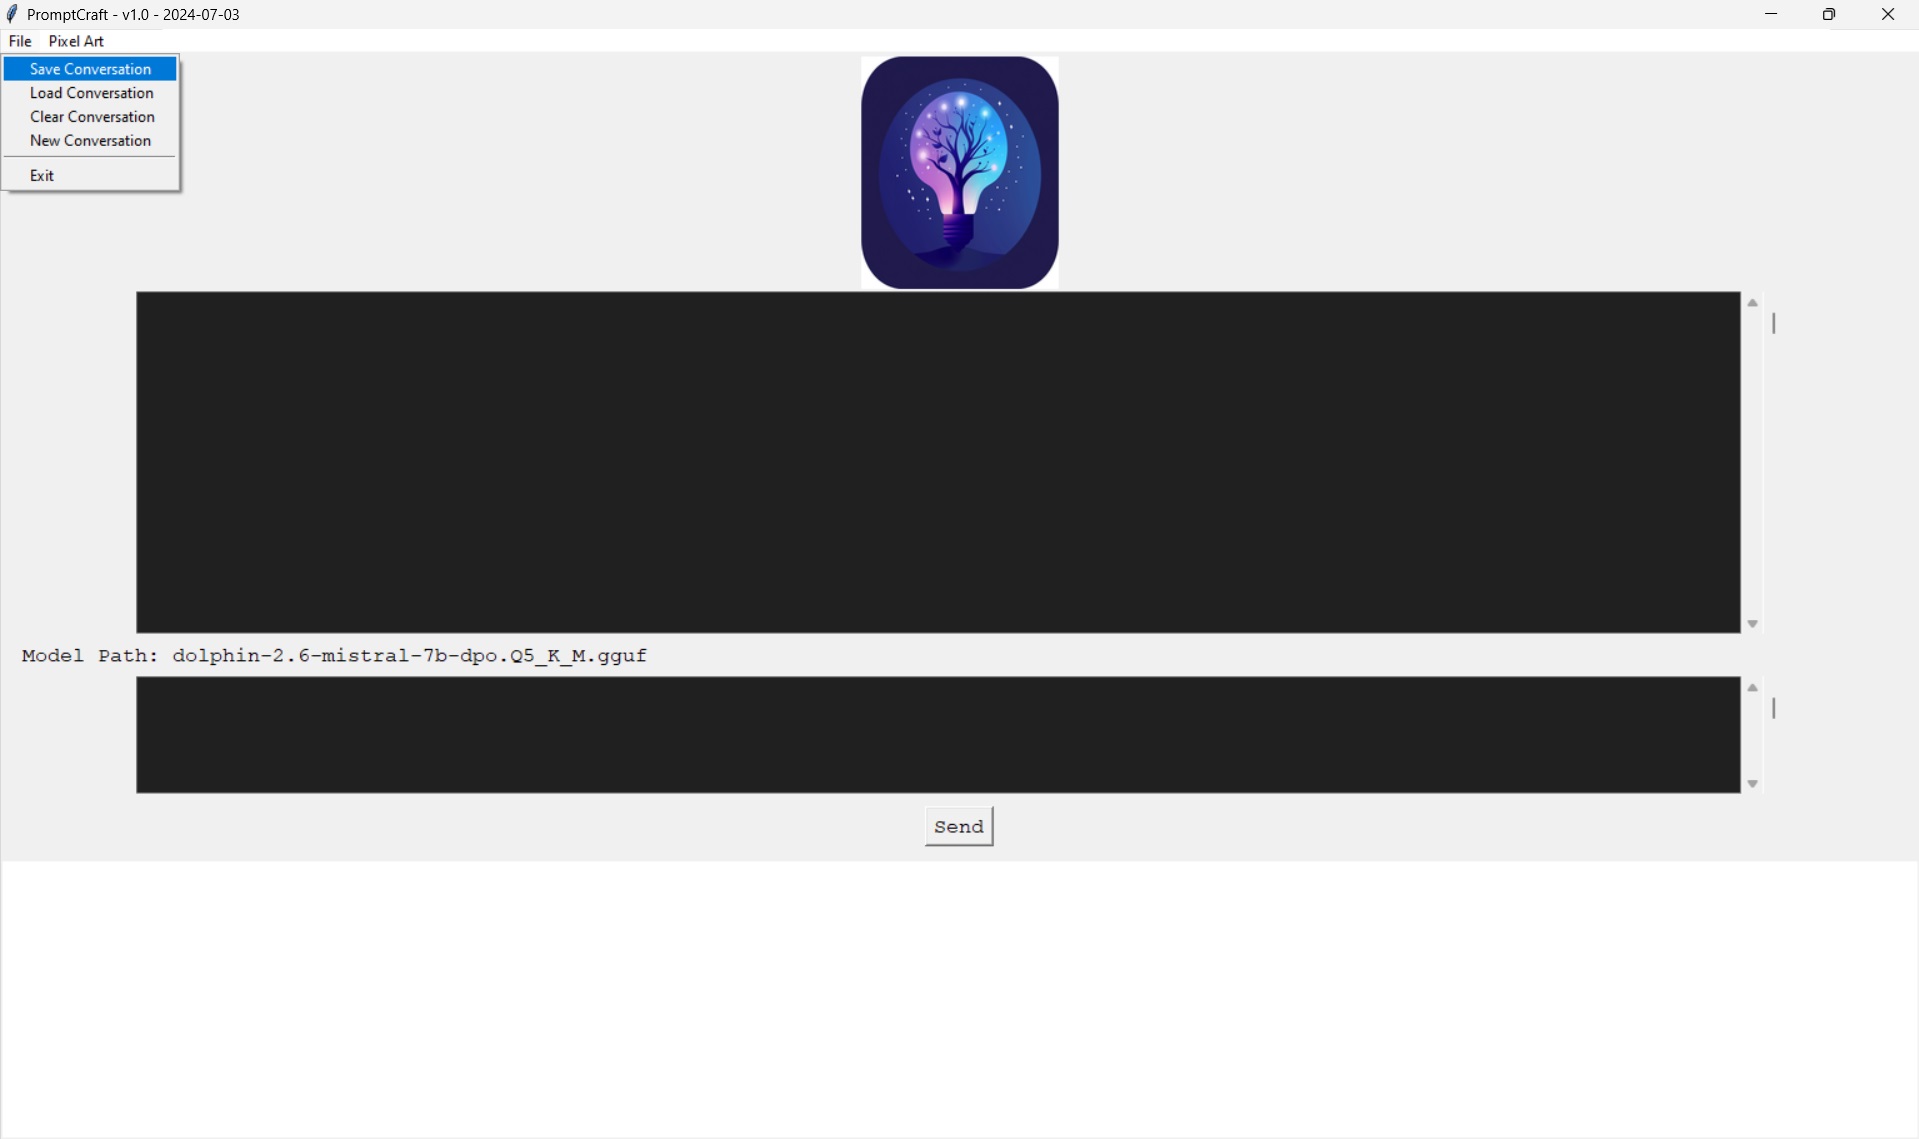 PromptCraft - v1.0 - 2024-07-03
File Pixel Art
Save Conversation
Load Conversation
Clear Conversation
New Conversation
Exit
Model Path: dolphin-2.6-mistral-7b-dpo.Q5_K_M.gguf
Send